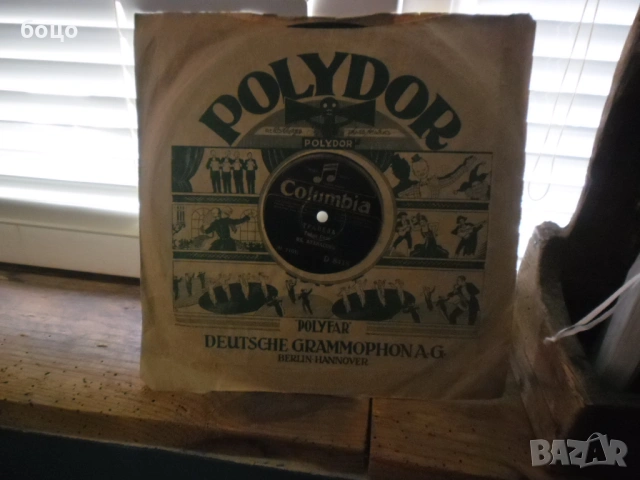 боцо
POLYDOR
POLYDOR
Columbia
"POLYFAR"
DEUTSCHE GRAMMOPHON A.G.
BERLIN-HANNOVER
BAZAR